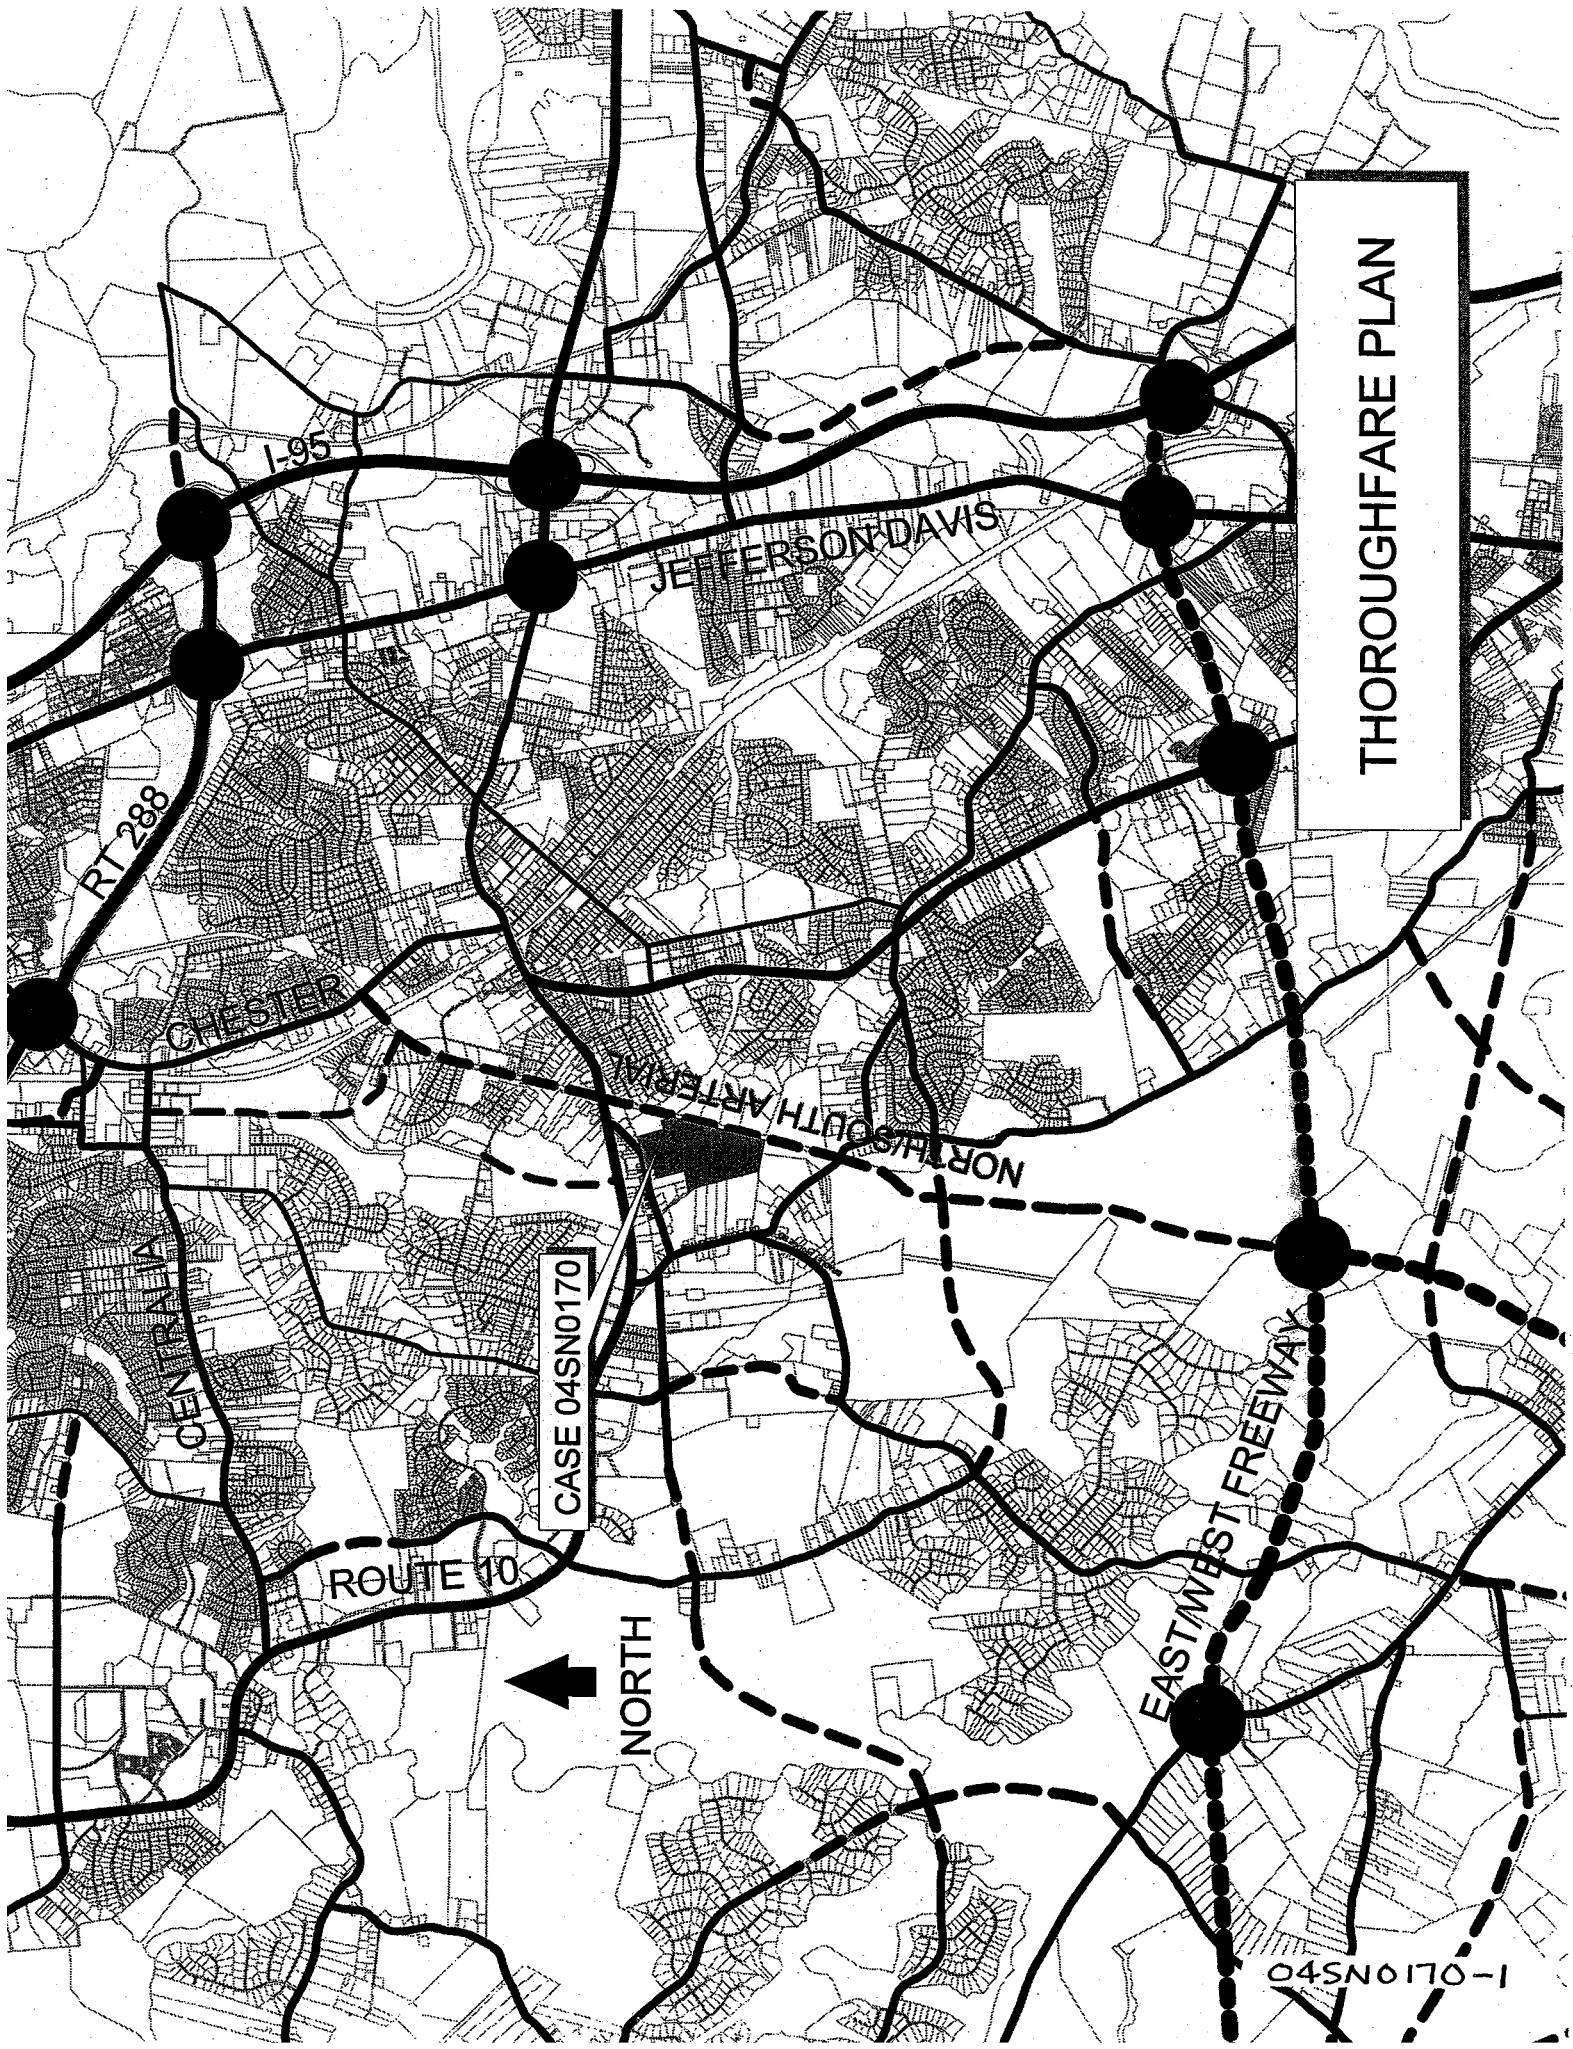 I-95
RT 288
CHESTER
JEFFERSON DAVIS
CENTRALIA
NORTH/SOUTH ARTERIAL
CASE 04SN0170
ROUTE 10
NORTH
EAST/WEST FREEWAY
THOROUGHFARE PLAN
04SN0170-1